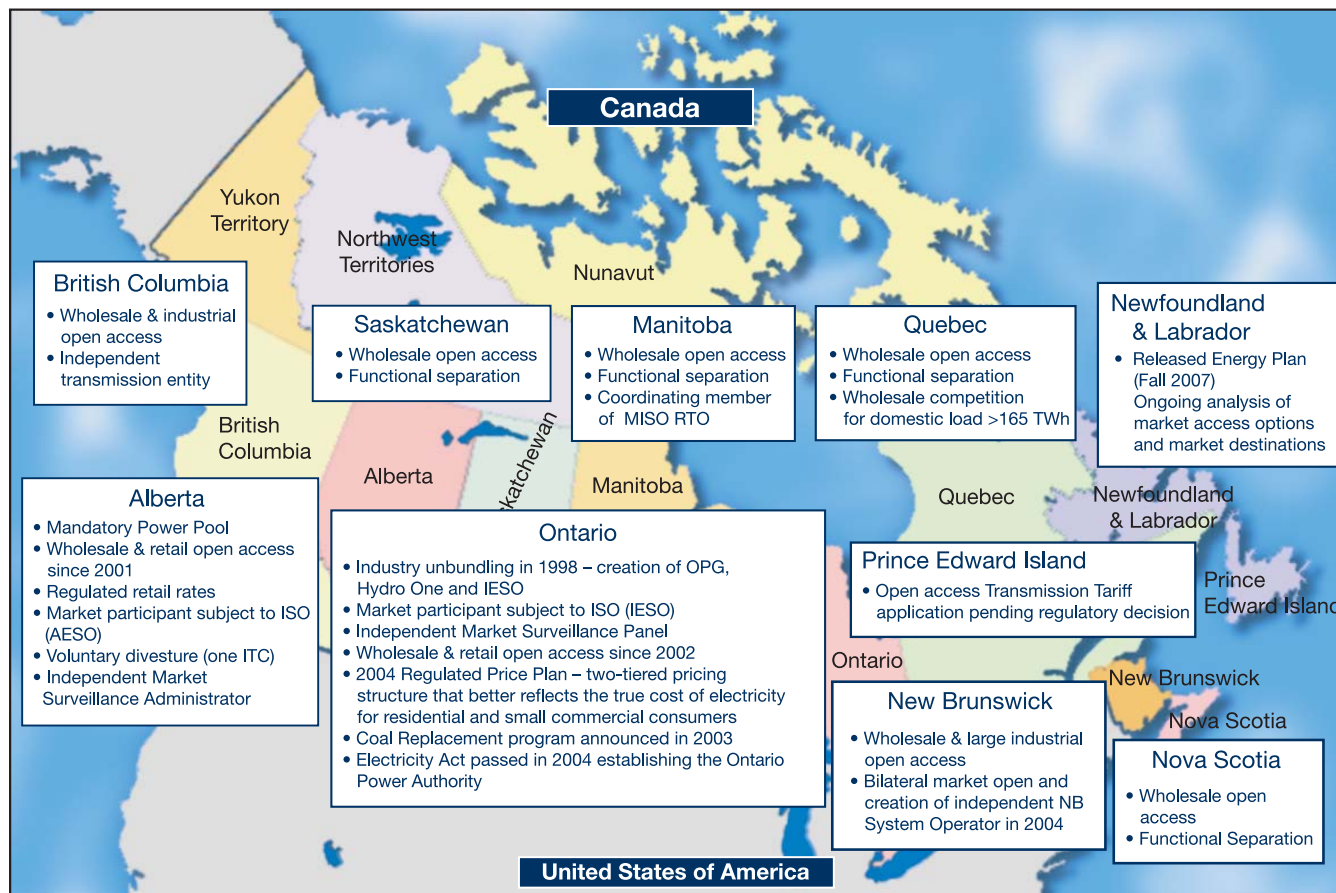 Canada
Yukon
Territory
Northwest
Territories
Nunavut
British Columbia
• Wholesale & industrial
open access
• Independent
transmission entity
Saskatchewan
• Wholesale open access
• Functional separation
Manitoba
• Wholesale open access
• Functional separation
• Coordinating member
of MISO RTO
Quebec
• Wholesale open access
• Functional separation
• Wholesale competition
for domestic load >165 TWh
Newfoundland
& Labrador
• Released Energy Plan
(Fall 2007)
Ongoing analysis of
market access options
and market destinations
British
Columbia
Alberta
skatchewan
Manitoba
Quebec
Newfoundland
& Labrador
Prince
Edward Island
Alberta
• Mandatory Power Pool
• Wholesale & retail open access
since 2001
• Regulated retail rates
• Market participant subject to ISO
(AESO)
• Voluntary divesture (one ITC)
• Independent Market
Surveillance Administrator
Ontario
• Industry unbundling in 1998 – creation of OPG,
Hydro One and IESO
• Market participant subject to ISO (IESO)
• Independent Market Surveillance Panel
• Wholesale & retail open access since 2002
• 2004 Regulated Price Plan – two-tiered pricing
structure that better reflects the true cost of electricity
for residential and small commercial consumers
• Coal Replacement program announced in 2003
• Electricity Act passed in 2004 establishing the Ontario
Power Authority
Prince Edward Island
• Open access Transmission Tariff
application pending regulatory decision
Ontario
New Brunswick
Nova Scotia
New Brunswick
• Wholesale & large industrial
open access
• Bilateral market open and
creation of independent NB
System Operator in 2004
Nova Scotia
• Wholesale open
access
• Functional Separation
United States of America